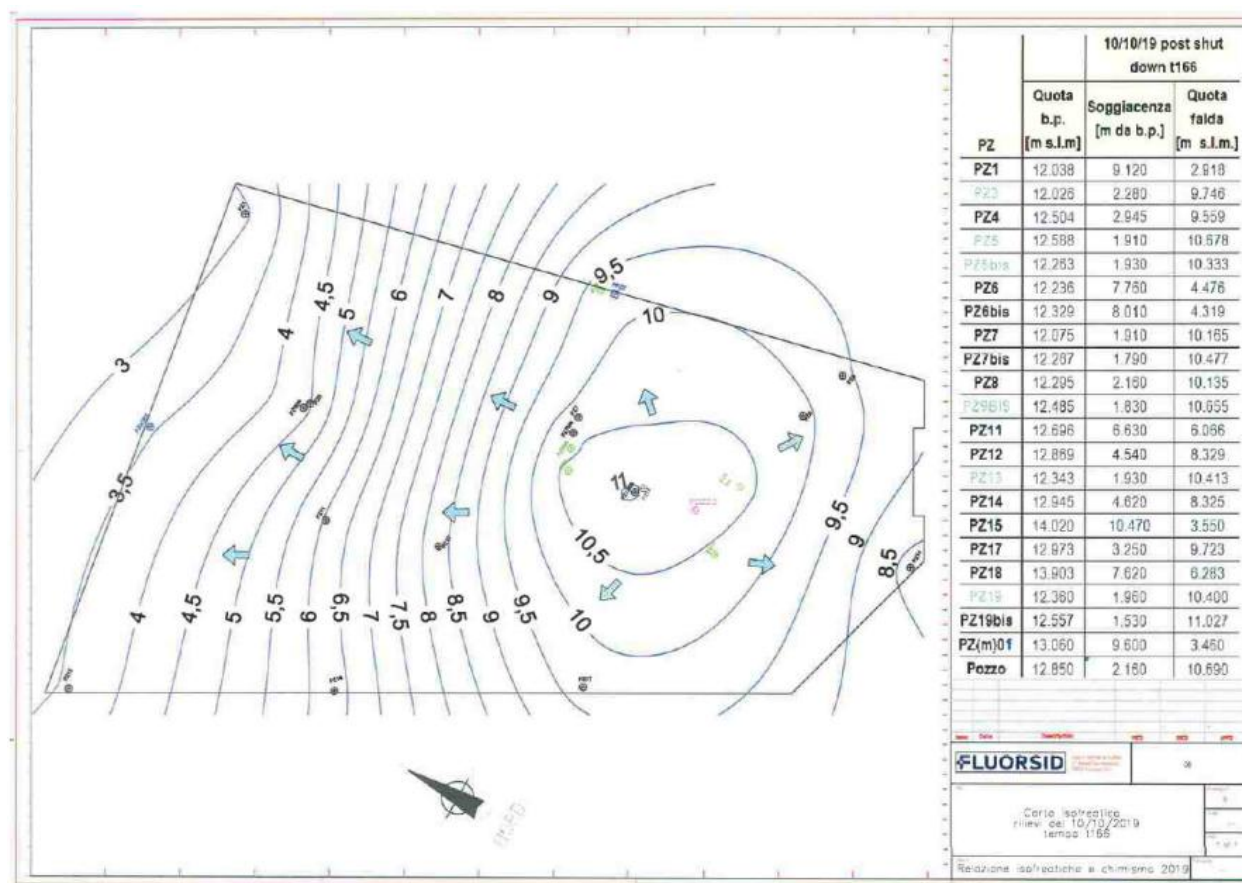 10/10/19 post shut
down t166
PZ
Quota b.p. [m s.l.m]
Soggiacenza [m da b.p.]
Quota falda [m s.l.m.]
PZ1 12.038 9.120 2.918
PZ3 12.026 2.280 9.746
PZ4 12.504 2.945 9.559
PZ5 12.588 1.910 10.678
PZ5bis 12.263 1.930 10.333
PZ6 12.236 7.760 4.476
PZ6bis 12.329 8.010 4.319
PZ7 12.075 1.910 10.165
PZ7bis 12.267 1.790 10.477
PZ8 12.295 2.160 10.135
PZ9BIS 12.485 1.830 10.655
PZ11 12.696 6.630 6.066
PZ12 12.869 4.540 8.329
PZ13 12.343 1.930 10.413
PZ14 12.945 4.620 8.325
PZ15 14.020 10.470 3.550
PZ17 12.973 3.250 9.723
PZ18 13.903 7.620 6.283
PZ19 12.360 1.960 10.400
PZ19bis 12.557 1.530 11.027
PZ(m)01 13.060 9.600 3.460
Pozzo 12.850 2.160 10.690
9,5
10
4,5
5
6
7
8
9
4
3
11
3,5
10,5
9,5
9
8,5
4
4,5
5
5,5
6
6,5
7
7,5
8
8,5
9
9,5
10
FLUORSID
Carta isofreatica
rilievi del 10/10/2019
tempo t166
Relazione isofreatiche e chimismo 2019